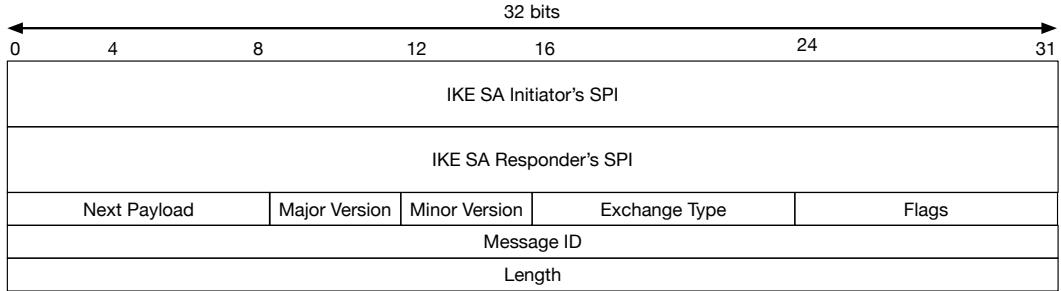 32 bits
0 4 8 12 16 24 31
IKE SA Initiator's SPI
IKE SA Responder's SPI
Next Payload Major Version Minor Version Exchange Type Flags
Message ID
Length